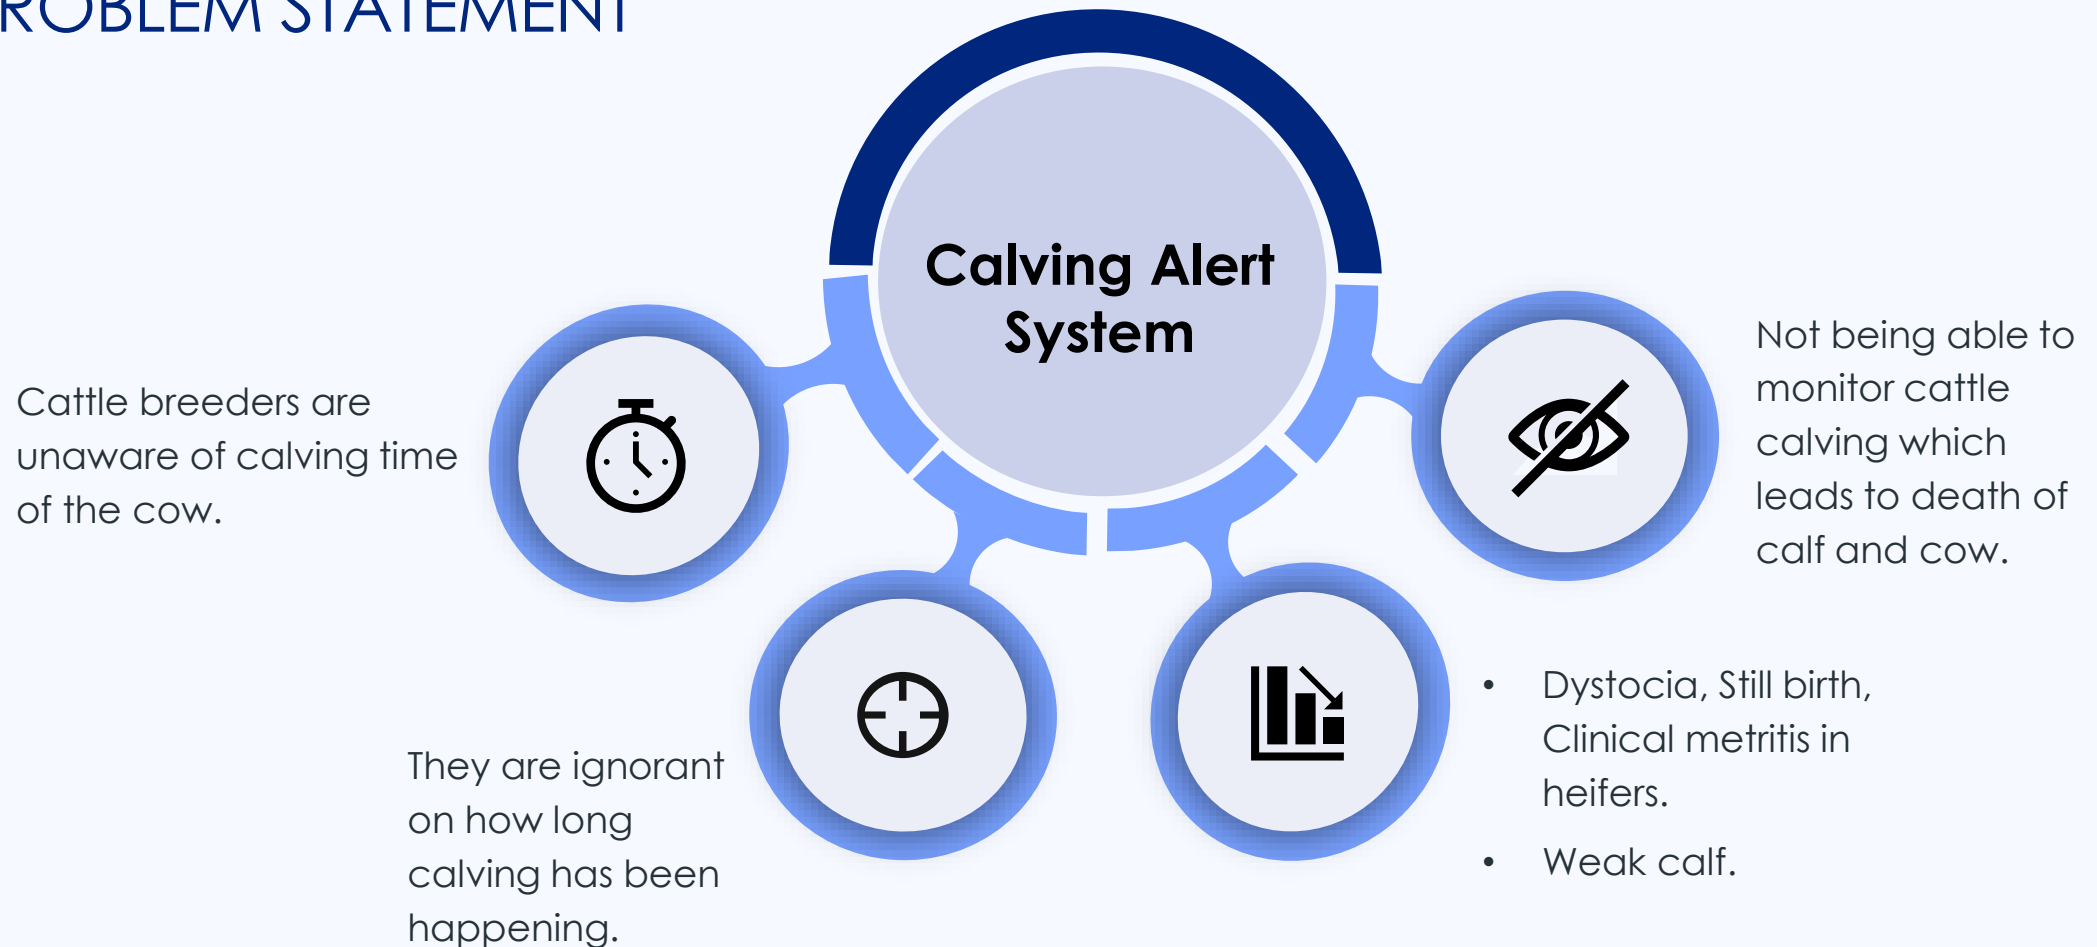 ROBLEM STATEMENT
Calving Alert
System
Cattle breeders are
unaware of calving time
of the cow.
They are ignorant
on how long
calving has been
happening.
• Dystocia, Still birth,
Clinical metritis in
heifers.
• Weak calf.
Not being able to
monitor cattle
calving which
leads to death of
calf and cow.